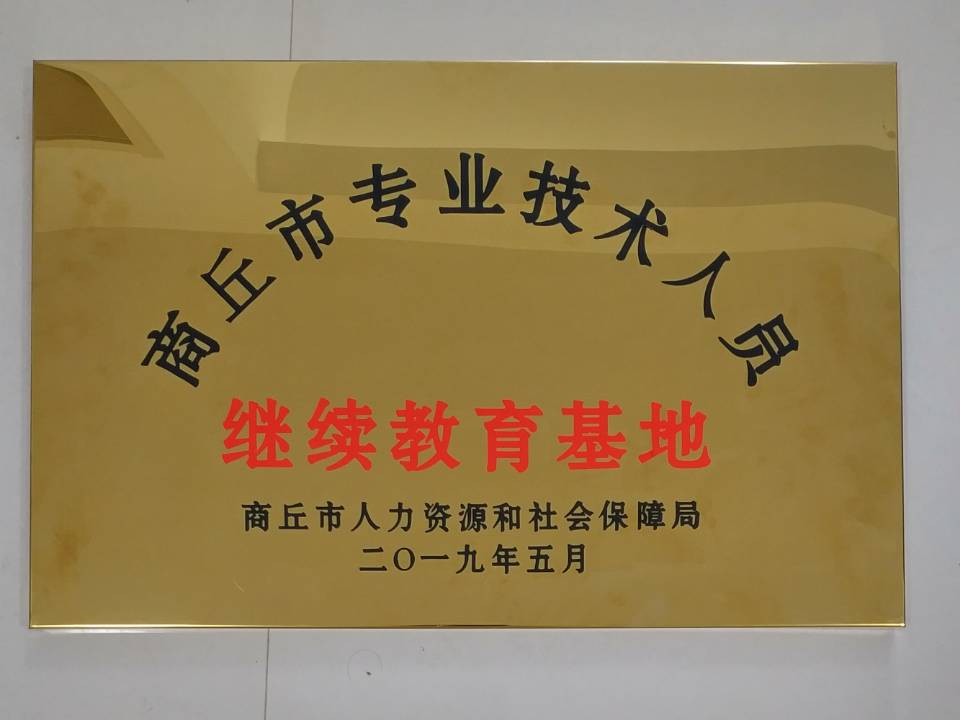 商丘市专业技术人员
继续教育基地
商丘市人力资源和社会保障局
二〇一九年五月